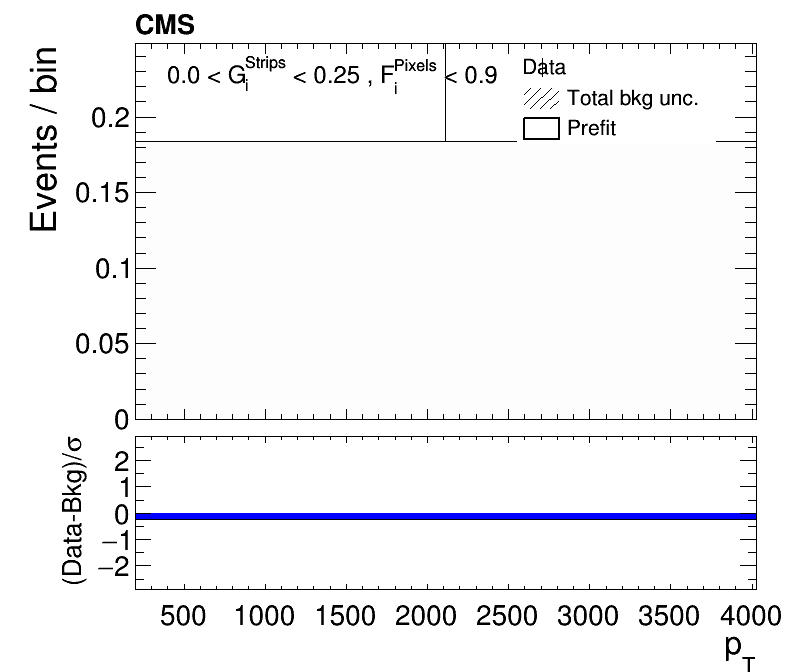 CMS
0.0 < G_i^Strips < 0.25 , F_i^Pixels < 0.9
Data
Total bkg unc.
Prefit
Events / bin
0.2
0.15
0.1
0.05
0
(Data-Bkg)/σ
2
1
0
−1
−2
500 1000 1500 2000 2500 3000 3500 4000
p_T